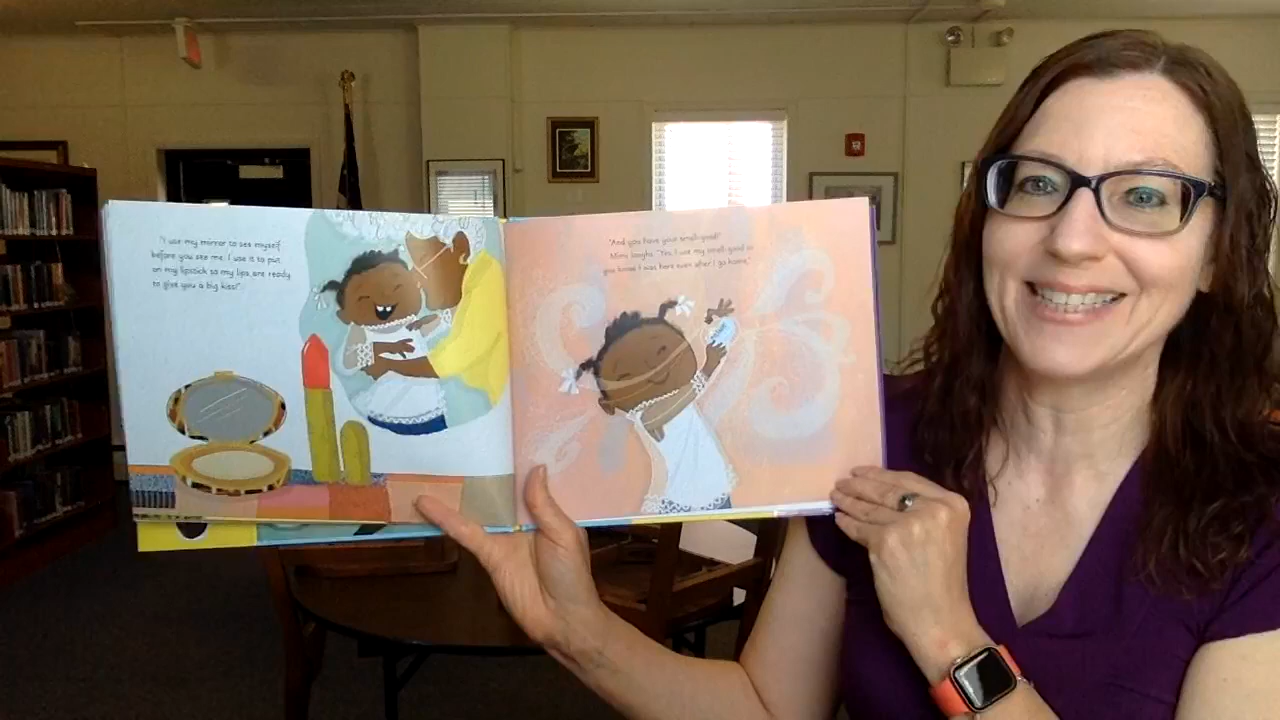 "I use my mirror to see myself
before you see me. I use it to put
on my lipstick so my lips are ready
to give you a big kiss!"
"And you have your smell-good!"
Mimi laughs. "Yes, I use my smell-good so
you know I was here even after I go home."